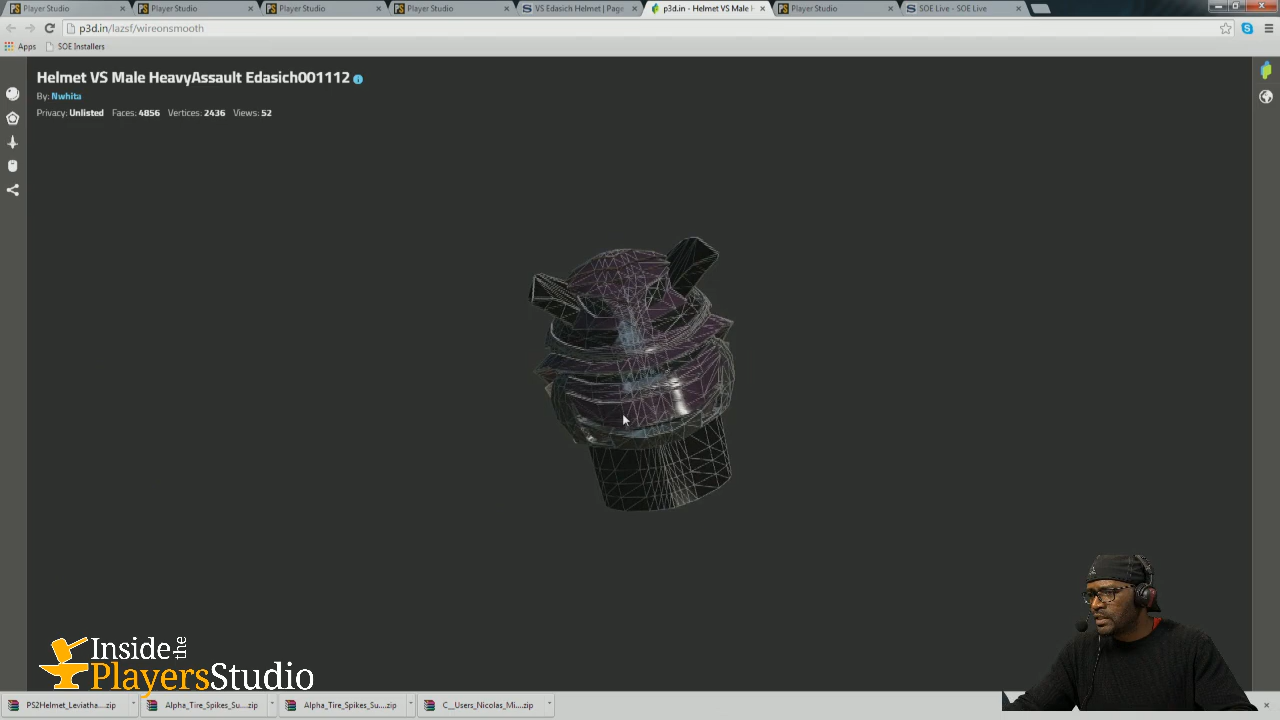 Player Studio
Player Studio
Player Studio
Player Studio
VS Edasich Helmet | Page
p3d.in - Helmet VS Male H
Player Studio
SOE Live - SOE Live
p3d.in/lazsf/wireonsmooth
Apps
SOE Installers
Helmet VS Male HeavyAssault Edasich001112
By: Nwhita
Privacy: Unlisted Faces: 4856 Vertices: 2436 Views: 52
Inside the
PlayersStudio
PS2Helmet_Leviatha....zip
Alpha_Tire_Spikes_Su....zip
Alpha_Tire_Spikes_Su....zip
C__Users_Nicolas_Mi....zip